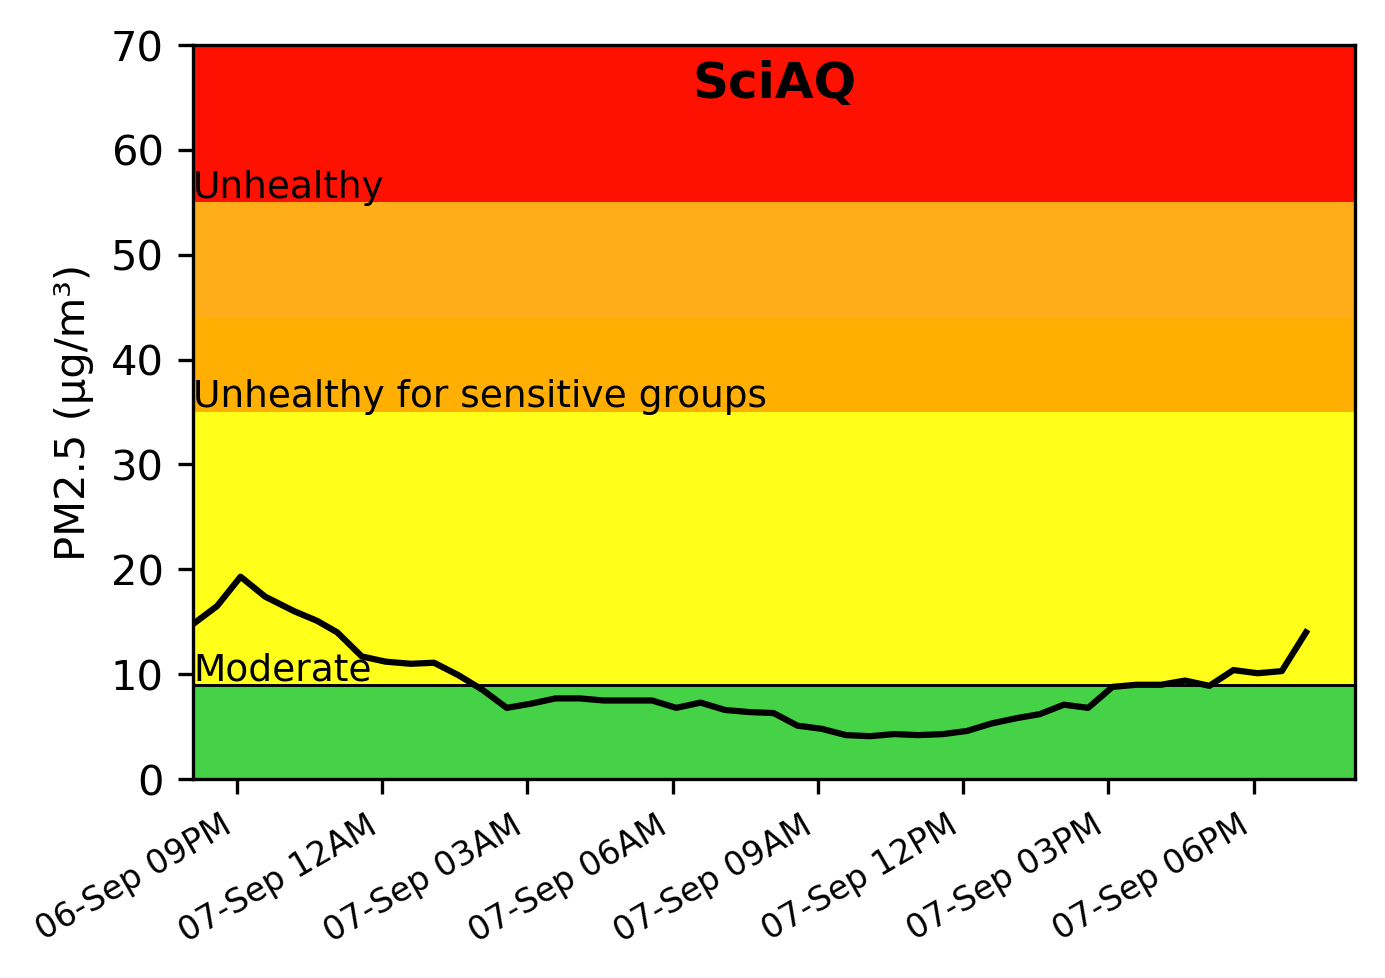 SciAQ
PM2.5 (µg/m³)
70
60
50
40
30
20
10
0
Unhealthy
Unhealthy for sensitive groups
Moderate
06-Sep 09PM
07-Sep 12AM
07-Sep 03AM
07-Sep 06AM
07-Sep 09AM
07-Sep 12PM
07-Sep 03PM
07-Sep 06PM